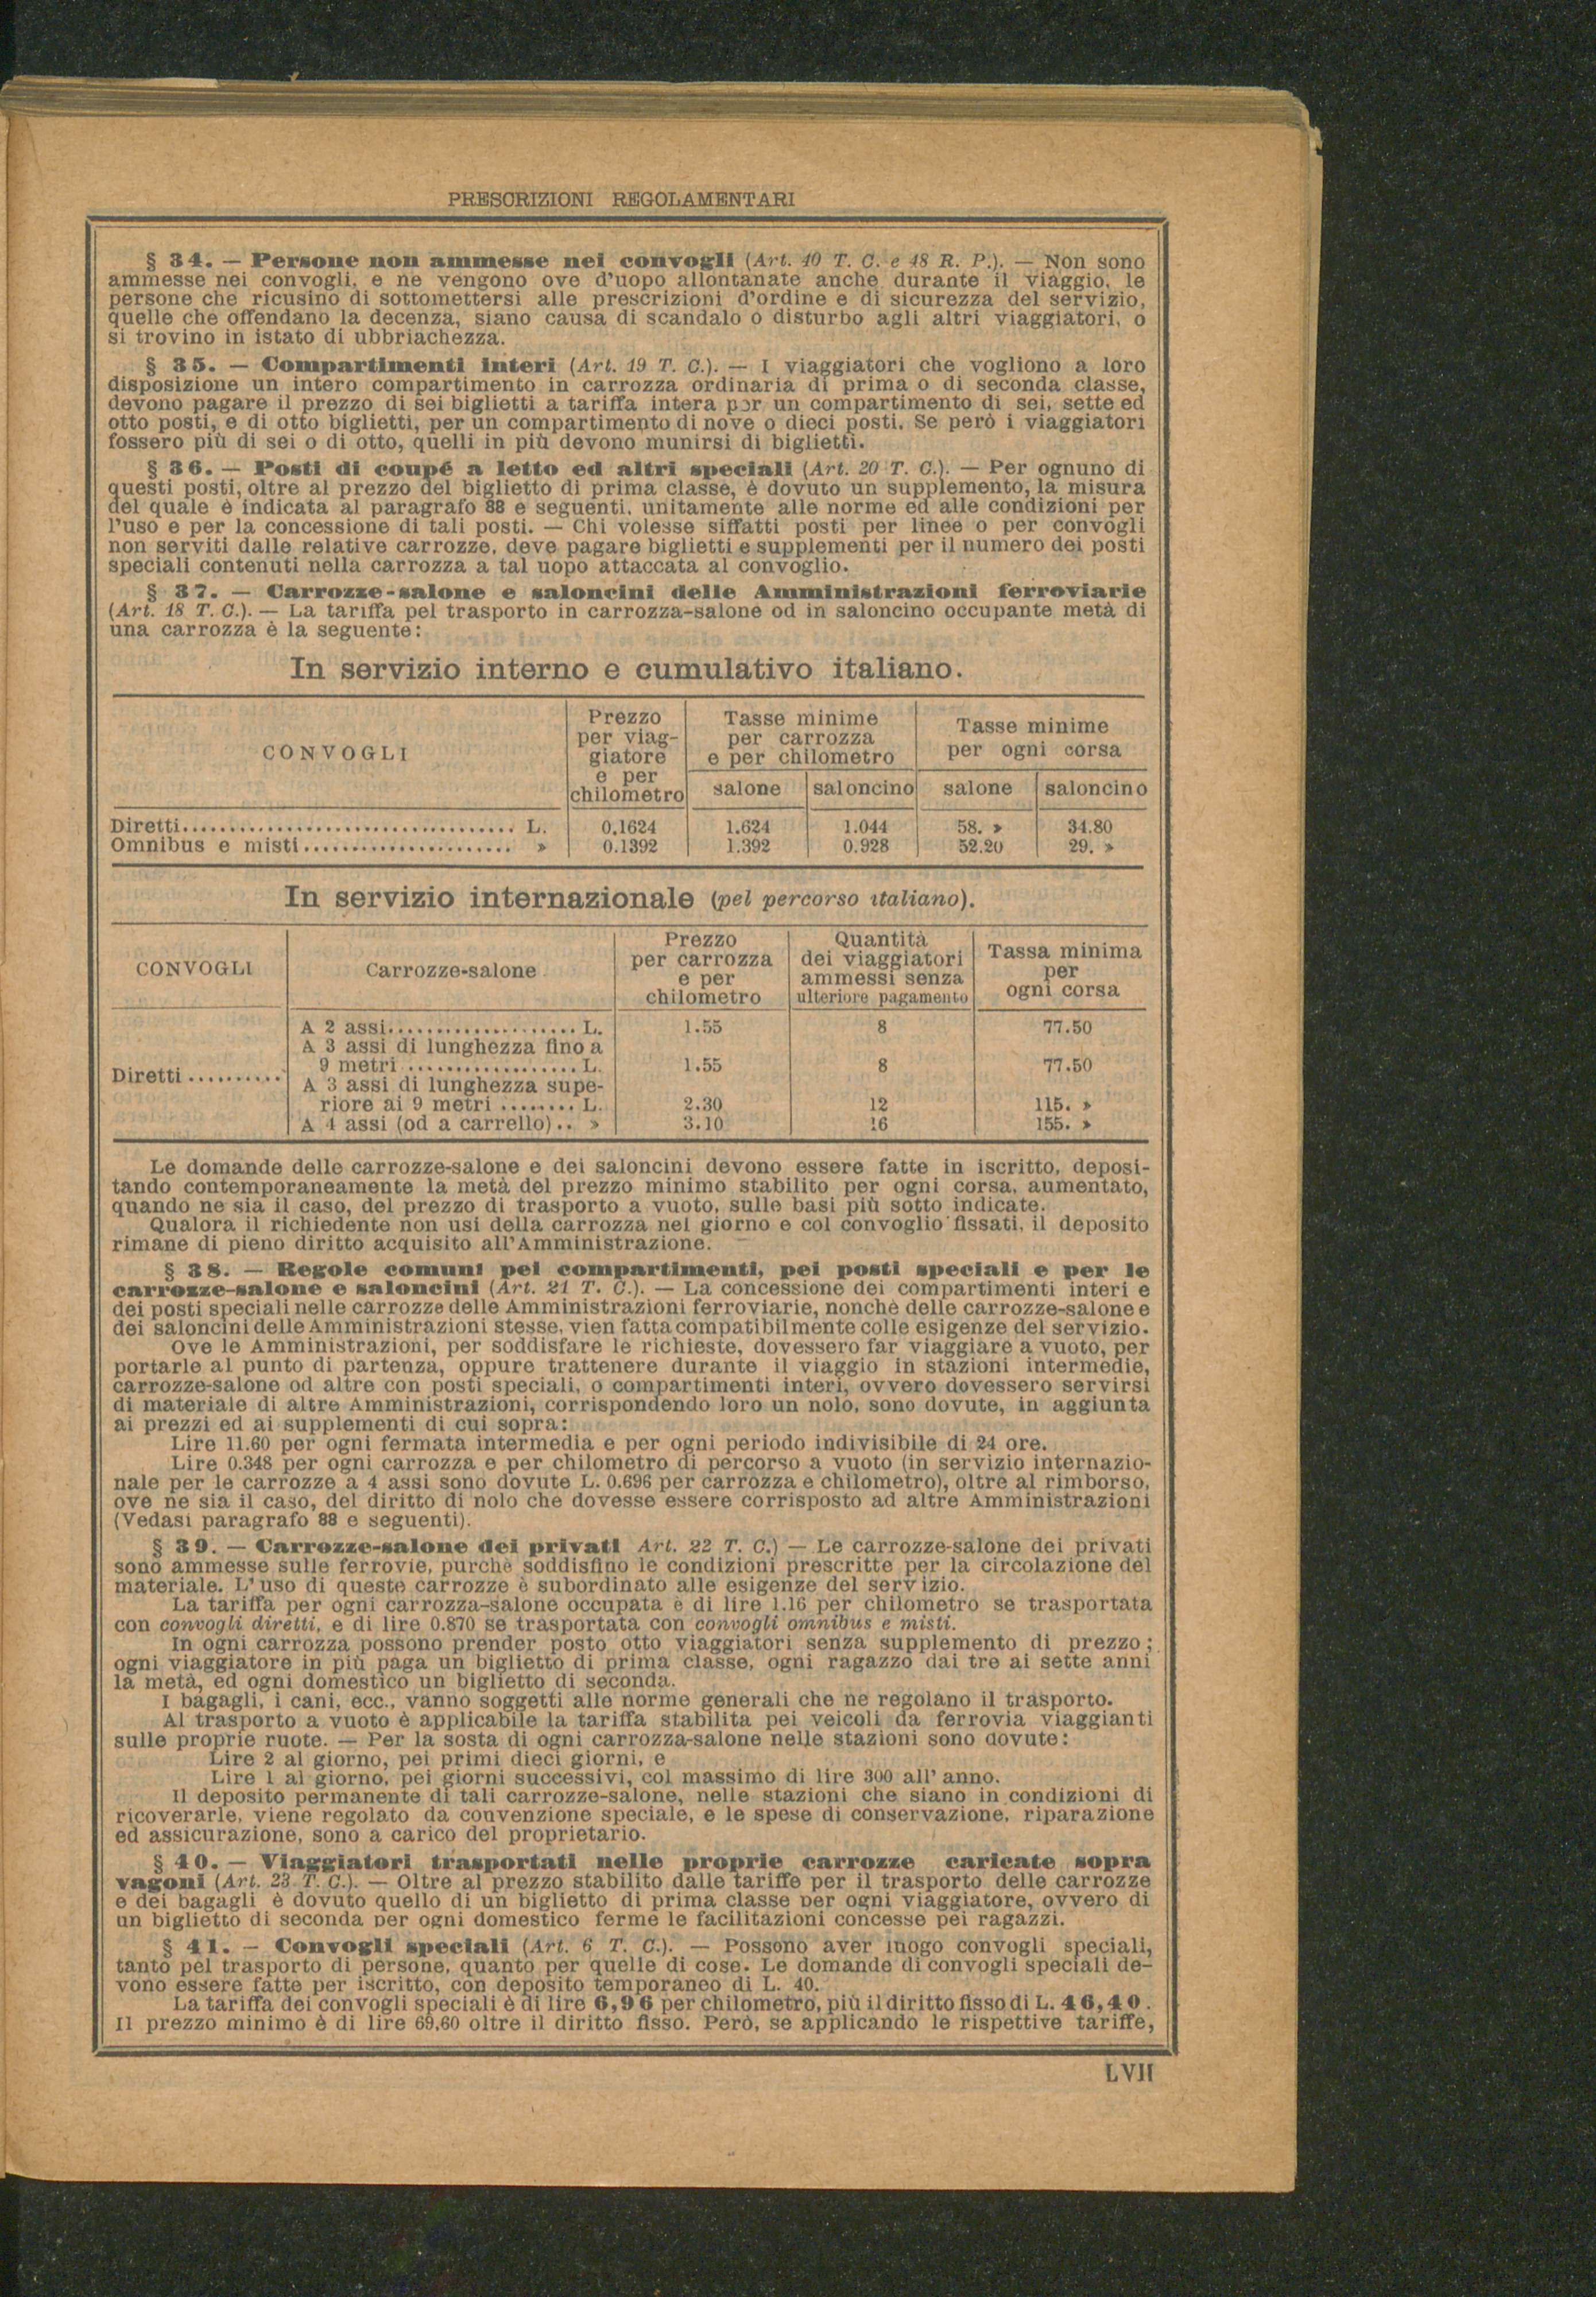 PRESCRIZIONI REGOLAMENTARI
§ 34. — Persone non ammesse nei convogli (Art. 10 T. C. e 18 R. P.). — Non sono
ammesse nei convogli, e ne vengono ove d'uopo allontanate anche durante il viaggio, le
persone che ricusino di sottomettersi alle prescrizioni d'ordine e di sicurezza del servizio,
quelle che offendano la decenza, siano causa di scandalo o disturbo agli altri viaggiatori, o
si trovino in istato di ubbriachezza.
§ 35. — Compartimenti interi (Art. 19 T. C.). — I viaggiatori che vogliono a loro
disposizione un intero compartimento in carrozza ordinaria di prima o di seconda classe,
devono pagare il prezzo di sei biglietti a tariffa intera per un compartimento di sei, sette ed
otto posti, e di otto biglietti, per un compartimento di nove o dieci posti. Se però i viaggiatori
fossero più di sei o di otto, quelli in più devono munirsi di biglietti.
§ 36. — Posti di coupé a letto ed altri speciali (Art. 20 T. C.). — Per ognuno di
questi posti, oltre al prezzo del biglietto di prima classe, è dovuto un supplemento, la misura
del quale è indicata al paragrafo 88 e seguenti, unitamente alle norme ed alle condizioni per
l'uso e per la concessione di tali posti. — Chi volesse siffatti posti per linee o per convogli
non serviti dalle relative carrozze, deve pagare biglietti e supplementi per il numero dei posti
speciali contenuti nella carrozza a tal uopo attaccata al convoglio.
§ 37. — Carrozze-salone e saloncini delle Amministrazioni ferroviarie
(Art. 18 T. C.). — La tariffa pel trasporto in carrozza-salone od in saloncino occupante metà di
una carrozza è la seguente:
In servizio interno e cumulativo italiano.
CONVOGLI
Prezzo
per viag-
giatore
e per
chilometro
Tasse minime
per carrozza
e per chilometro
Tasse minime
per ogni corsa
salone saloncino salone saloncino
Diretti.................................... L. 0.1624 1.624 1.044 58. » 34.80
Omnibus e misti....................... » 0.1392 1.392 0.928 52.20 29. »
In servizio internazionale (pel percorso italiano).
CONVOGLI
Carrozze-salone
Prezzo
per carrozza
e per
chilometro
Quantità
dei viaggiatori
ammessi senza
ulteriore pagamento
Tassa minima
per
ogni corsa
Diretti ..........
A 2 assi.................... L. 1.55 8 77.50
A 3 assi di lunghezza fino a
9 metri .................. L. 1.55 8 77.50
A 3 assi di lunghezza supe-
riore ai 9 metri ........ L. 2.30 12 115. »
A 4 assi (od a carrello).. » 3.10 16 155. »
Le domande delle carrozze-salone e dei saloncini devono essere fatte in iscritto, deposi-
tando contemporaneamente la metà del prezzo minimo stabilito per ogni corsa, aumentato,
quando ne sia il caso, del prezzo di trasporto a vuoto, sulle basi più sotto indicate.
Qualora il richiedente non usi della carrozza nel giorno e col convoglio fissati, il deposito
rimane di pieno diritto acquisito all'Amministrazione.
§ 38. — Regole comuni pei compartimenti, pei posti speciali e per le
carrozze-salone e saloncini (Art. 21 T. C.). — La concessione dei compartimenti interi e
dei posti speciali nelle carrozze delle Amministrazioni ferroviarie, nonchè delle carrozze-salone e
dei saloncini delle Amministrazioni stesse, vien fatta compatibilmente colle esigenze del servizio.
Ove le Amministrazioni, per soddisfare le richieste, dovessero far viaggiare a vuoto, per
portarle al punto di partenza, oppure trattenere durante il viaggio in stazioni intermedie,
carrozze-salone od altre con posti speciali, o compartimenti interi, ovvero dovessero servirsi
di materiale di altre Amministrazioni, corrispondendo loro un nolo, sono dovute, in aggiunta
ai prezzi ed ai supplementi di cui sopra:
Lire 11.60 per ogni fermata intermedia e per ogni periodo indivisibile di 24 ore.
Lire 0.348 per ogni carrozza e per chilometro di percorso a vuoto (in servizio internazio-
nale per le carrozze a 4 assi sono dovute L. 0.696 per carrozza e chilometro), oltre al rimborso,
ove ne sia il caso, del diritto di nolo che dovesse essere corrisposto ad altre Amministrazioni
(Vedasi paragrafo 88 e seguenti).
§ 39. — Carrozze-salone dei privati Art. 22 T. C.) — Le carrozze-salone dei privati
sono ammesse sulle ferrovie, purchè soddisfino le condizioni prescritte per la circolazione del
materiale. L'uso di queste carrozze è subordinato alle esigenze del servizio.
La tariffa per ogni carrozza-salone occupata è di lire 1.16 per chilometro se trasportata
con convogli diretti, e di lire 0.870 se trasportata con convogli omnibus e misti.
In ogni carrozza possono prender posto otto viaggiatori senza supplemento di prezzo;
ogni viaggiatore in più paga un biglietto di prima classe, ogni ragazzo dai tre ai sette anni
la metà, ed ogni domestico un biglietto di seconda.
I bagagli, i cani, ecc., vanno soggetti alle norme generali che ne regolano il trasporto.
Al trasporto a vuoto è applicabile la tariffa stabilita pei veicoli da ferrovia viaggianti
sulle proprie ruote. — Per la sosta di ogni carrozza-salone nelle stazioni sono dovute:
Lire 2 al giorno, pei primi dieci giorni, e
Lire 1 al giorno, pei giorni successivi, col massimo di lire 300 all' anno.
Il deposito permanente di tali carrozze-salone, nelle stazioni che siano in condizioni di
ricoverarle, viene regolato da convenzione speciale, e le spese di conservazione, riparazione
ed assicurazione, sono a carico del proprietario.
§ 40. — Viaggiatori trasportati nelle proprie carrozze caricate sopra
vagoni (Art. 23 T. C.). — Oltre al prezzo stabilito dalle tariffe per il trasporto delle carrozze
e dei bagagli è dovuto quello di un biglietto di prima classe per ogni viaggiatore, ovvero di
un biglietto di seconda per ogni domestico ferme le facilitazioni concesse pei ragazzi.
§ 41. — Convogli speciali (Art. 6 T. C.). — Possono aver luogo convogli speciali,
tanto pel trasporto di persone, quanto per quelle di cose. Le domande di convogli speciali de-
vono essere fatte per iscritto, con deposito temporaneo di L. 40.
La tariffa dei convogli speciali è di lire 6,96 per chilometro, più il diritto fisso di L. 46,40.
Il prezzo minimo è di lire 69,60 oltre il diritto fisso. Però, se applicando le rispettive tariffe,
LVII